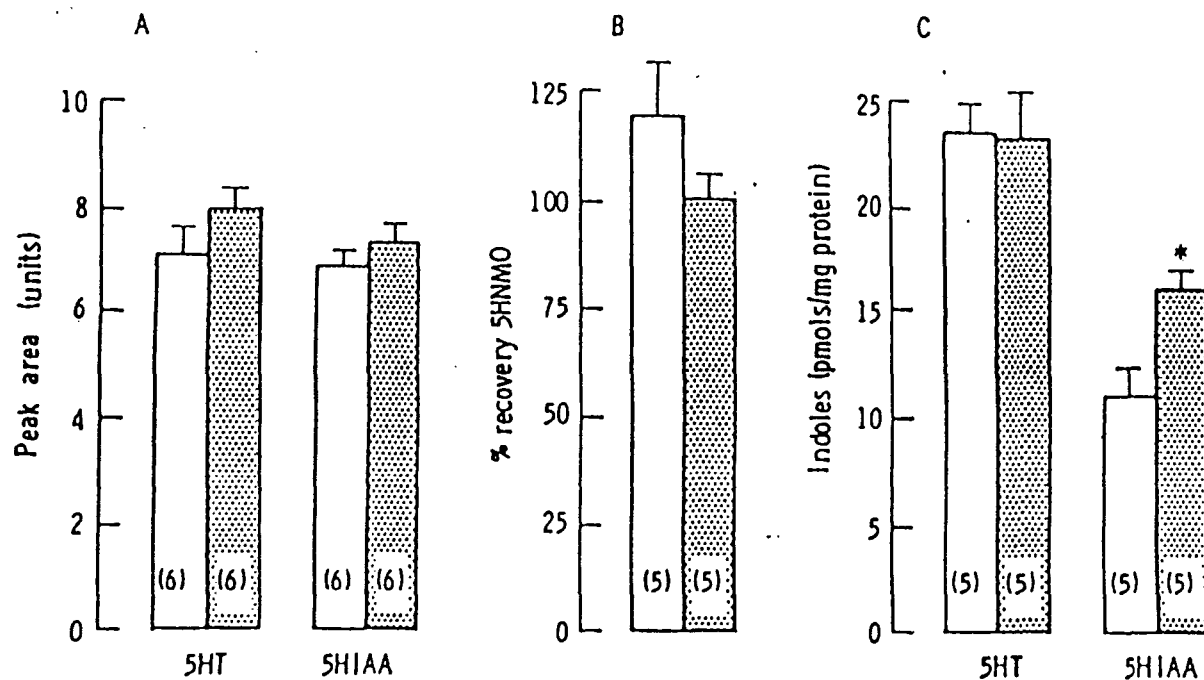 A
Peak area (units)
10
8
6
4
2
0
(6) (6) (6) (6)
5HT 5HIAA
B
% recovery 5HNMO
125
100
75
50
25
0
(5) (5)
C
Indoles (pmols/mg protein)
25
20
15
10
5
0
*
(5) (5) (5) (5)
5HT 5HIAA